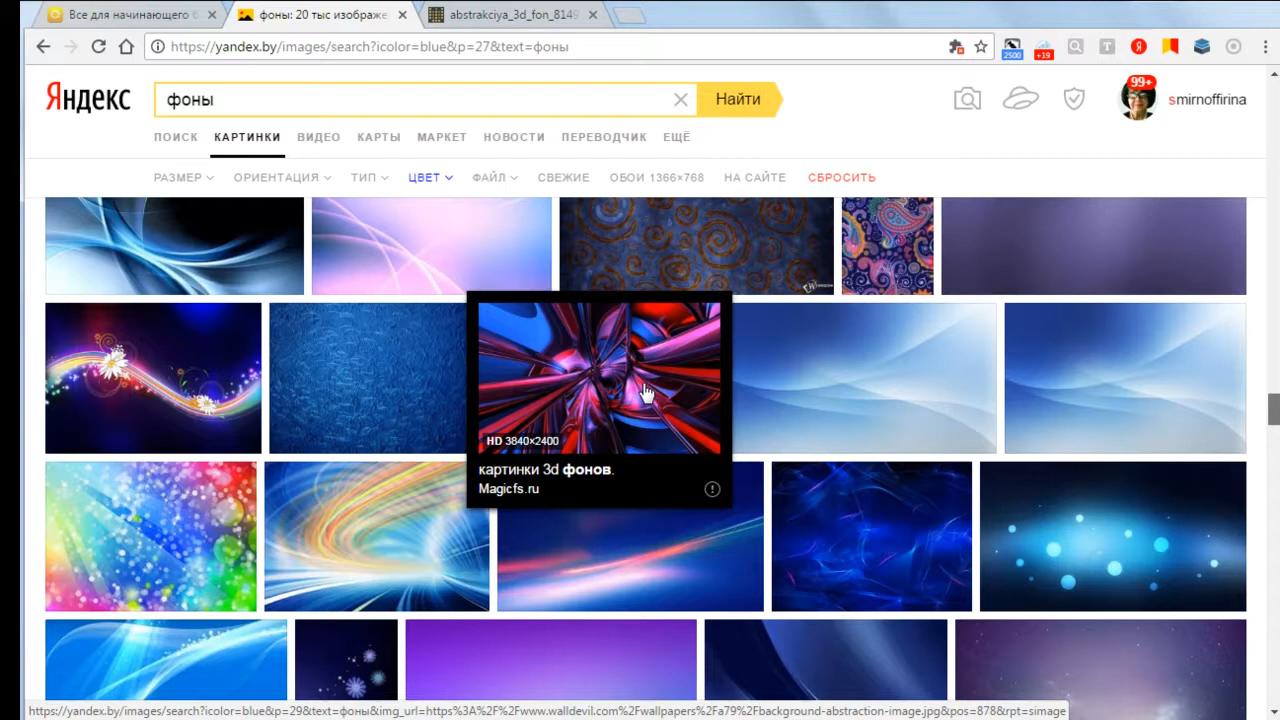 Все для начинающего б
фоны: 20 тыс изображе
abstrakciya_3d_fon_8149
https://yandex.by/images/search?icolor=blue&p=27&text=фоны
2500
+19
Яндекс
фоны
Найти
99+
smirnoffirina
ПОИСК КАРТИНКИ ВИДЕО КАРТЫ МАРКЕТ НОВОСТИ ПЕРЕВОДЧИК ЕЩЁ
РАЗМЕР ОРИЕНТАЦИЯ ТИП ЦВЕТ ФАЙЛ СВЕЖИЕ ОБОИ 1366×768 НА САЙТЕ СБРОСИТЬ
HD 3840×2400
картинки 3d фонов.
Magicfs.ru
https://yandex.by/images/search?icolor=blue&p=29&text=фоны&img_url=https%3A%2F%2Fwww.walldevil.com%2Fwallpapers%2Fa79%2Fbackground-abstraction-image.jpg&pos=878&rpt=simage